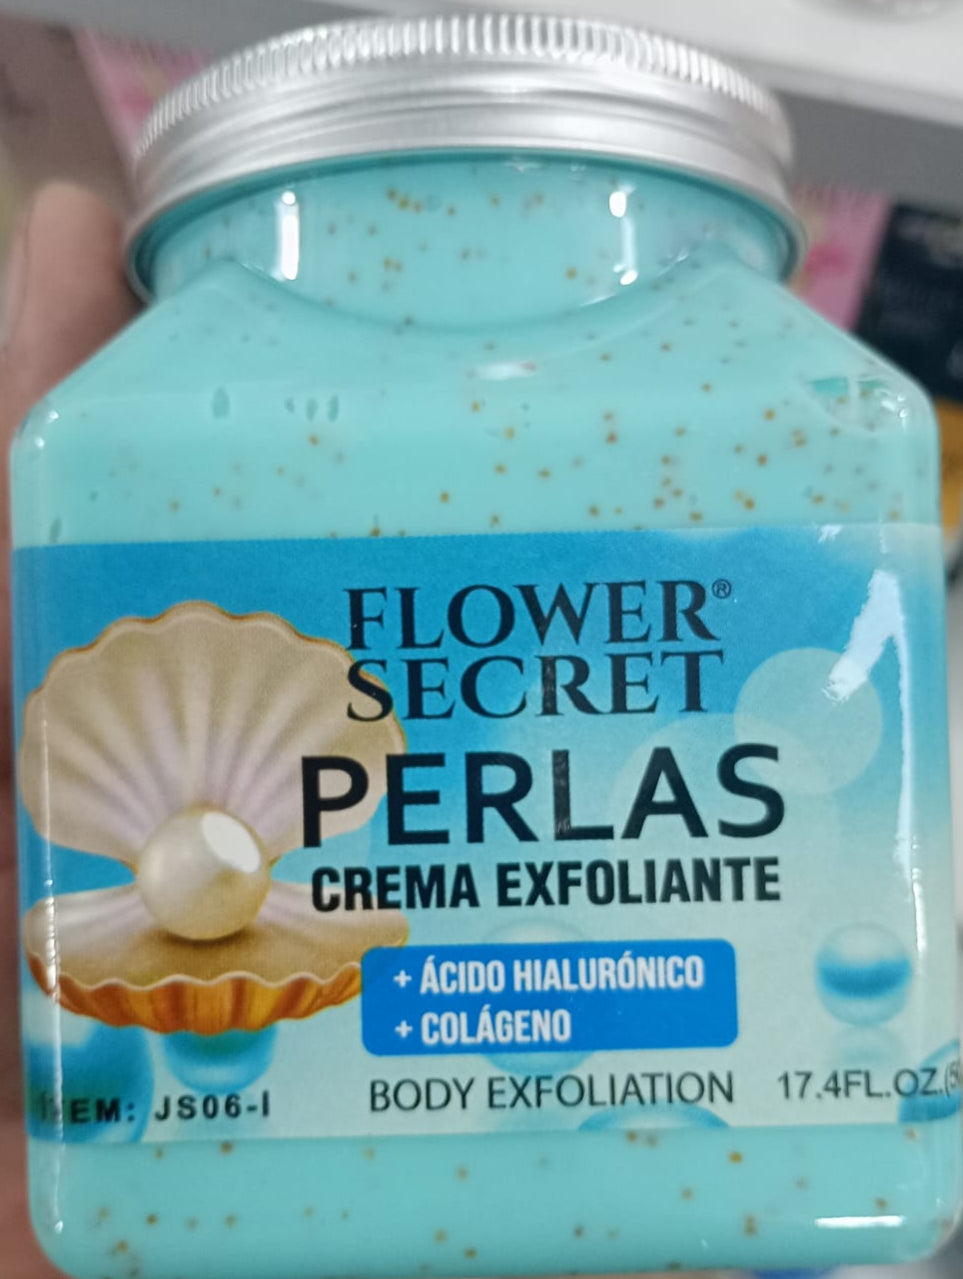 FLOWER®
SECRET
PERLAS
CREMA EXFOLIANTE
+ ÁCIDO HIALURÓNICO
+ COLÁGENO
BODY EXFOLIATION
17.4FL.OZ.
JS06-I